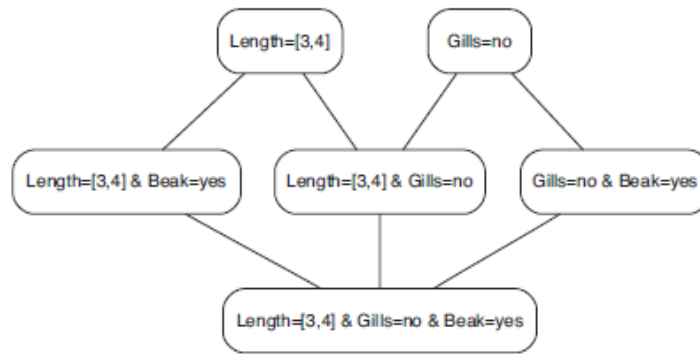 Length=[3,4]
Gills=no
Length=[3,4] & Beak=yes
Length=[3,4] & Gills=no
Gills=no & Beak=yes
Length=[3,4] & Gills=no & Beak=yes